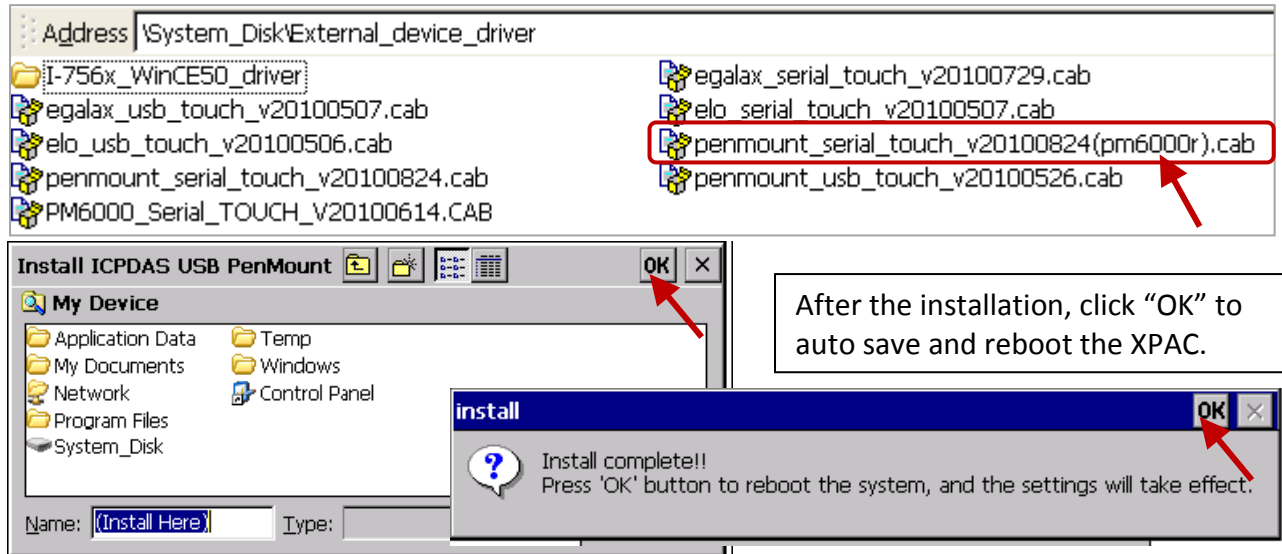 Address \System_Disk\External_device_driver
I-756x_WinCE50_driver
egalax_serial_touch_v20100729.cab
egalax_usb_touch_v20100507.cab
elo_serial_touch_v20100507.cab
elo_usb_touch_v20100506.cab
penmount_serial_touch_v20100824(pm6000r).cab
penmount_serial_touch_v20100824.cab
penmount_usb_touch_v20100526.cab
PM6000_Serial_TOUCH_V20100614.CAB
Install ICPDAS USB PenMount OK
My Device
Application Data Temp
My Documents Windows
Network Control Panel
Program Files
System_Disk
Name: (Install Here) Type:
After the installation, click “OK” to
auto save and reboot the XPAC.
install OK
Install complete!!
Press 'OK' button to reboot the system, and the settings will take effect.